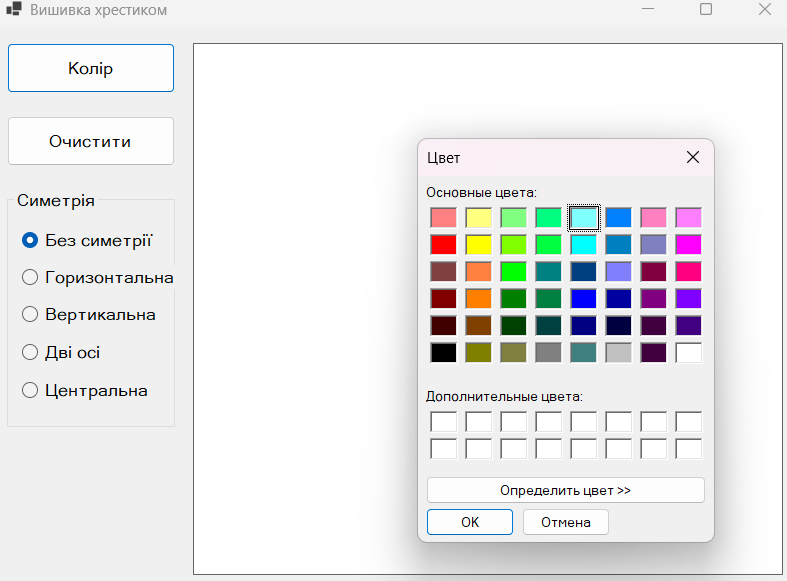 Вишивка хрестиком
Колір
Очистити
Симетрія
Без симетрії
Горизонтальна
Вертикальна
Дві осі
Центральна
Цвет
Основные цвета:
Дополнительные цвета:
Определить цвет >>
OK
Отмена